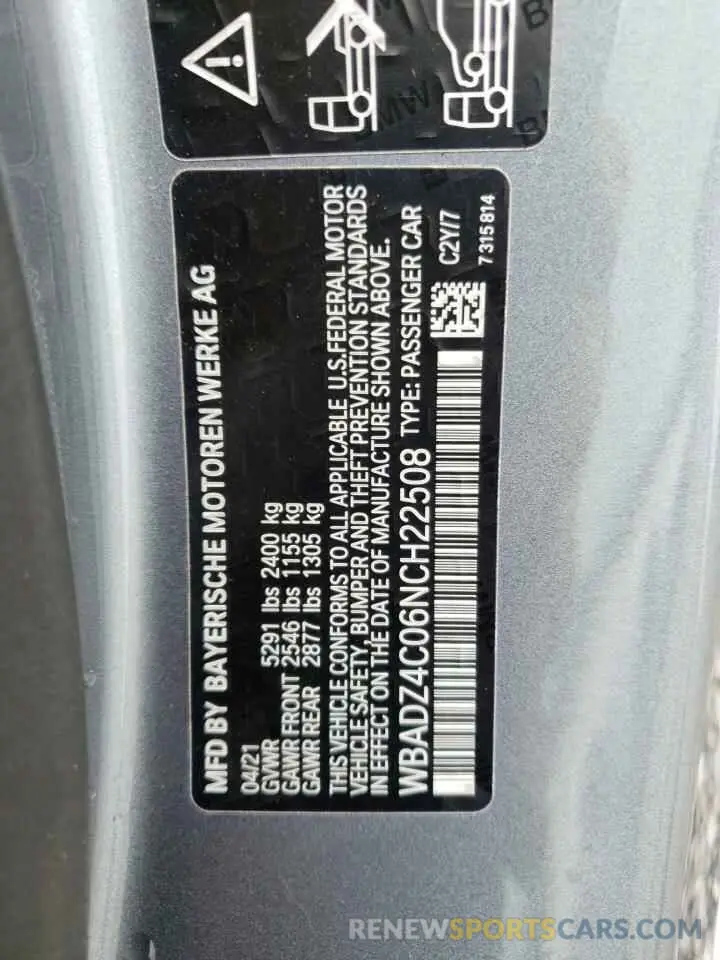 MFD BY BAYERISCHE MOTOREN WERKE AG
04/21
GVWR 5291 lbs 2400 kg
GAWR FRONT 2546 lbs 1155 kg
GAWR REAR 2877 lbs 1305 kg
THIS VEHICLE CONFORMS TO ALL APPLICABLE U.S.FEDERAL MOTOR
VEHICLE SAFETY, BUMPER AND THEFT PREVENTION STANDARDS
IN EFFECT ON THE DATE OF MANUFACTURE SHOWN ABOVE.
WBADZ4C06NCH22508 TYPE: PASSENGER CAR
C2Y/7
7315814
BMW
RENEWSPORTSCARS.COM